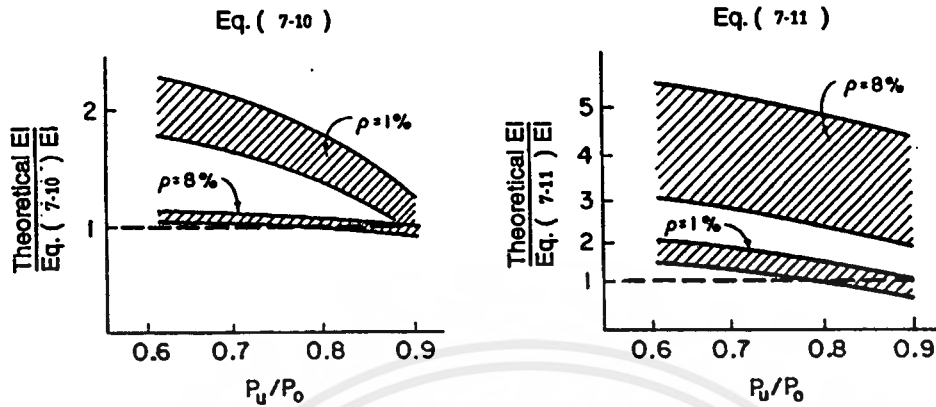 Eq. ( 7-10 )
Theoretical EI
Eq. ( 7-10 ) EI
2
1
ρ=1%
ρ=8%
0.6 0.7 0.8 0.9
Pu/Po
Eq. ( 7-11 )
Theoretical EI
Eq. ( 7-11 ) EI
5
4
3
2
1
ρ=8%
ρ=1%
0.6 0.7 0.8 0.9
Pu/Po